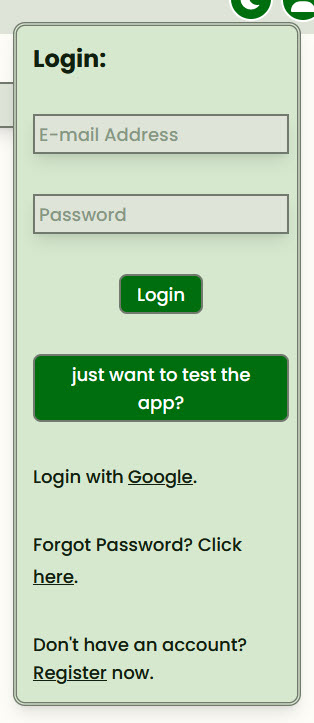 Login:
E-mail Address
Password
Login
just want to test the
app?
Login with Google.
Forgot Password? Click
here.
Don't have an account?
Register now.